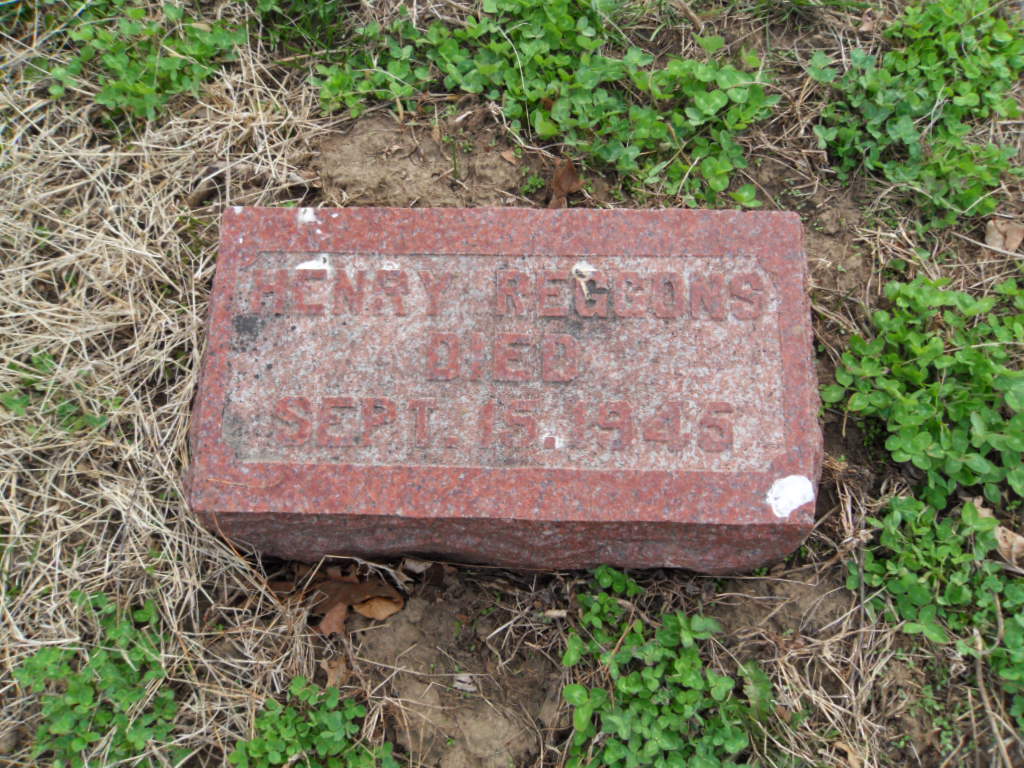 HENRY REGGONS
DIED
SEPT. 15. 1945